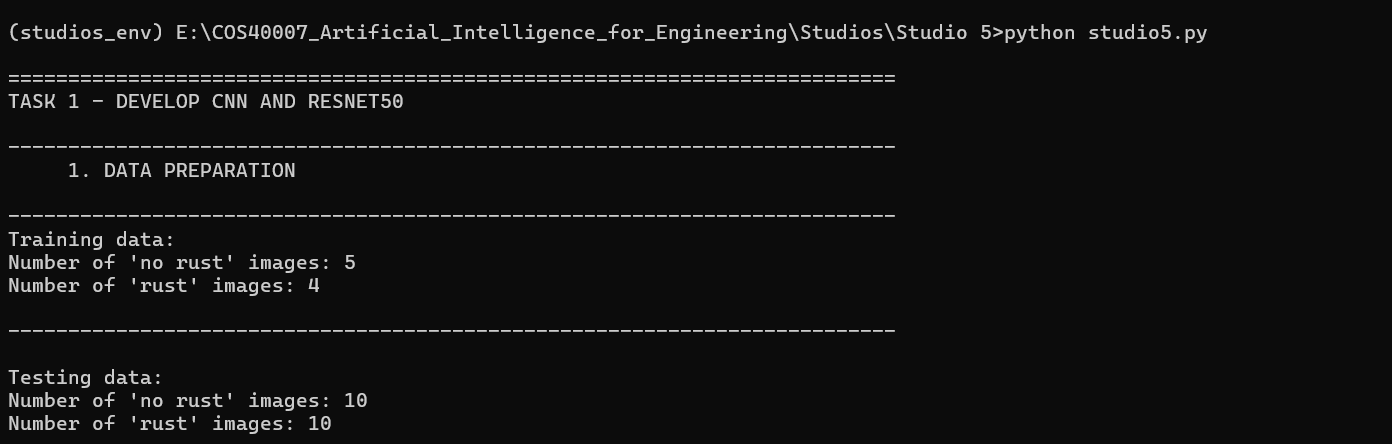 (studios_env) E:\COS40007_Artificial_Intelligence_for_Engineering\Studios\Studio 5>python studio5.py
==========================================================================
TASK 1 - DEVELOP CNN AND RESNET50
--------------------------------------------------------------------------
1. DATA PREPARATION
--------------------------------------------------------------------------
Training data:
Number of 'no rust' images: 5
Number of 'rust' images: 4
--------------------------------------------------------------------------
Testing data:
Number of 'no rust' images: 10
Number of 'rust' images: 10